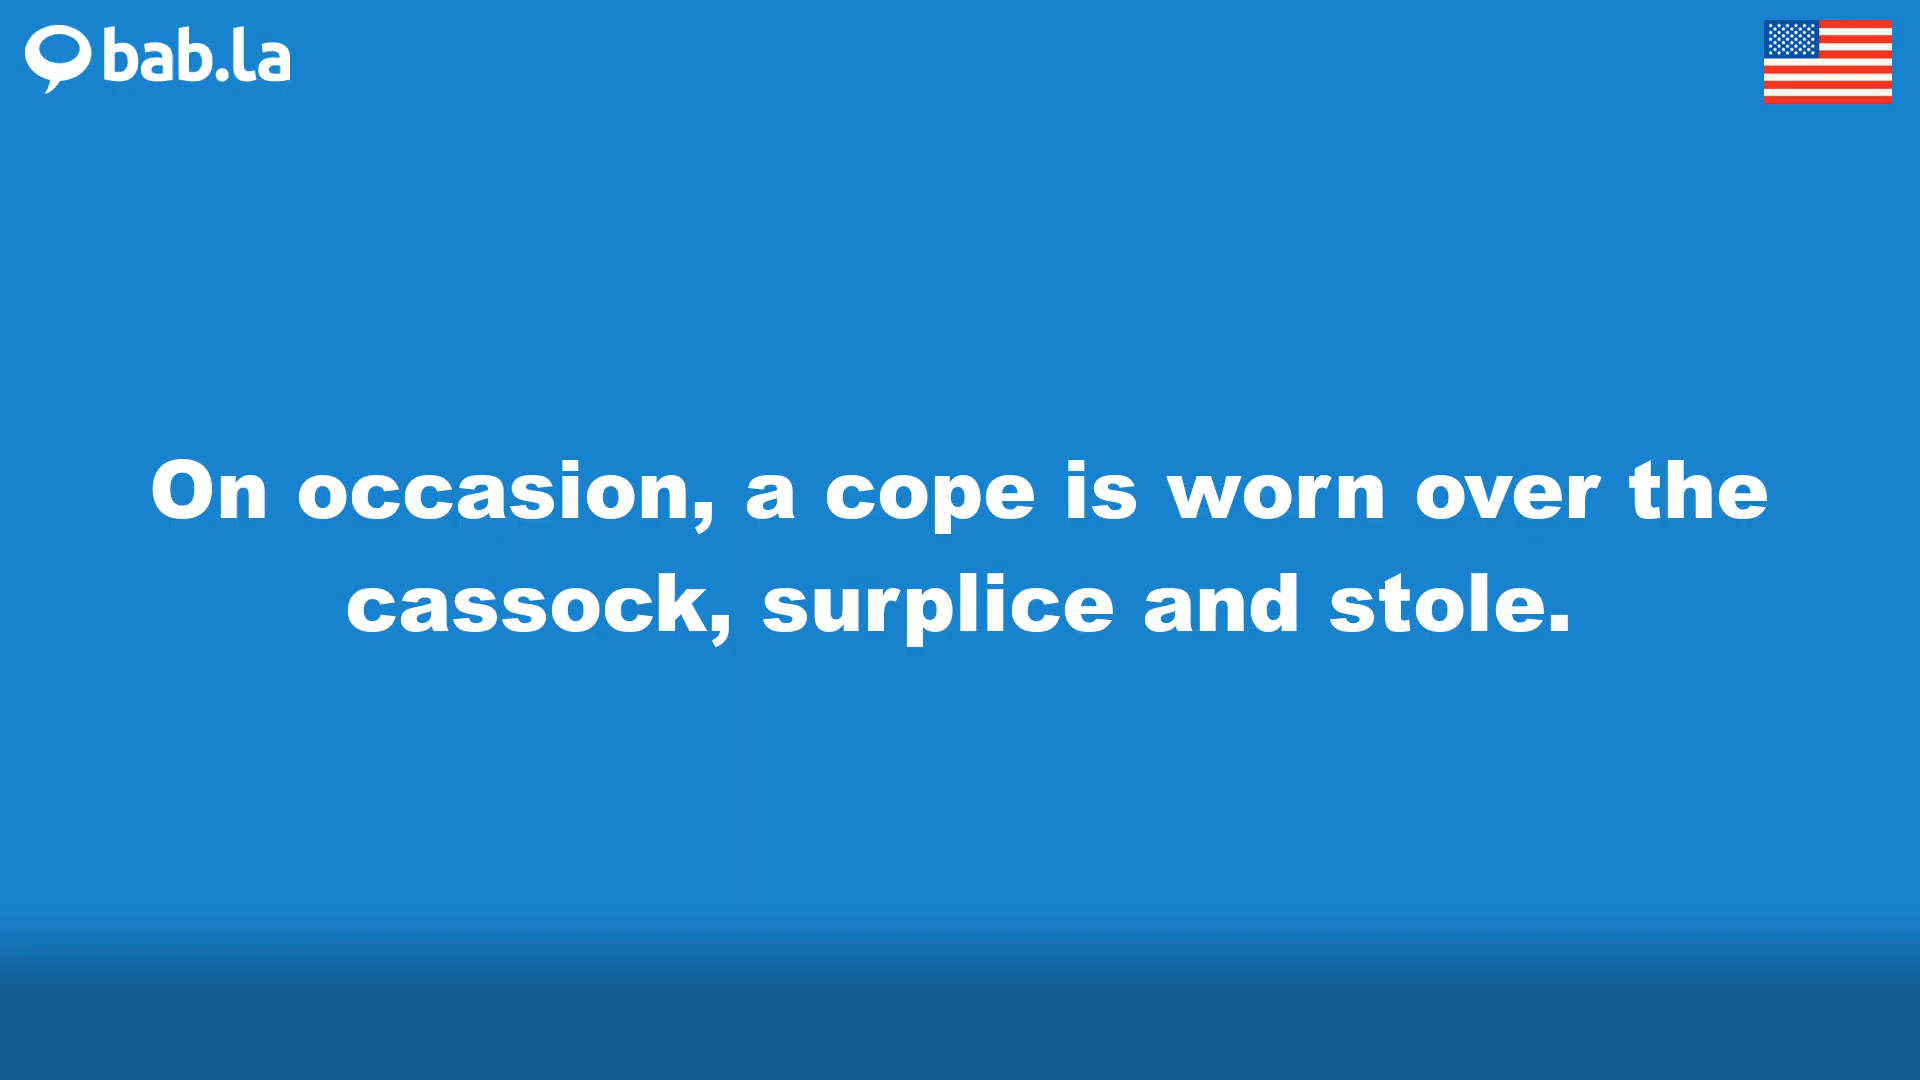 bab.la
On occasion, a cope is worn over the
cassock, surplice and stole.